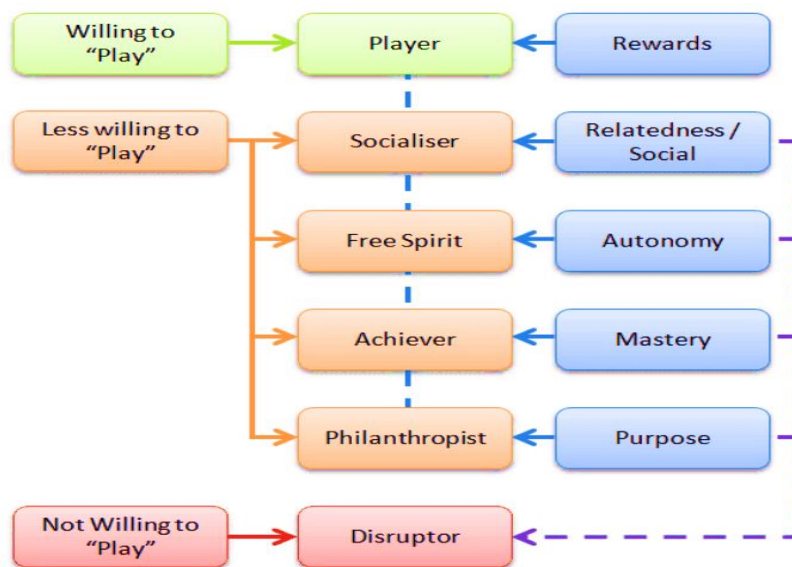 Willing to
“Play”
Player
Rewards
Less willing to
“Play”
Socialiser
Relatedness /
Social
Free Spirit
Autonomy
Achiever
Mastery
Philanthropist
Purpose
Not Willing to
“Play”
Disruptor